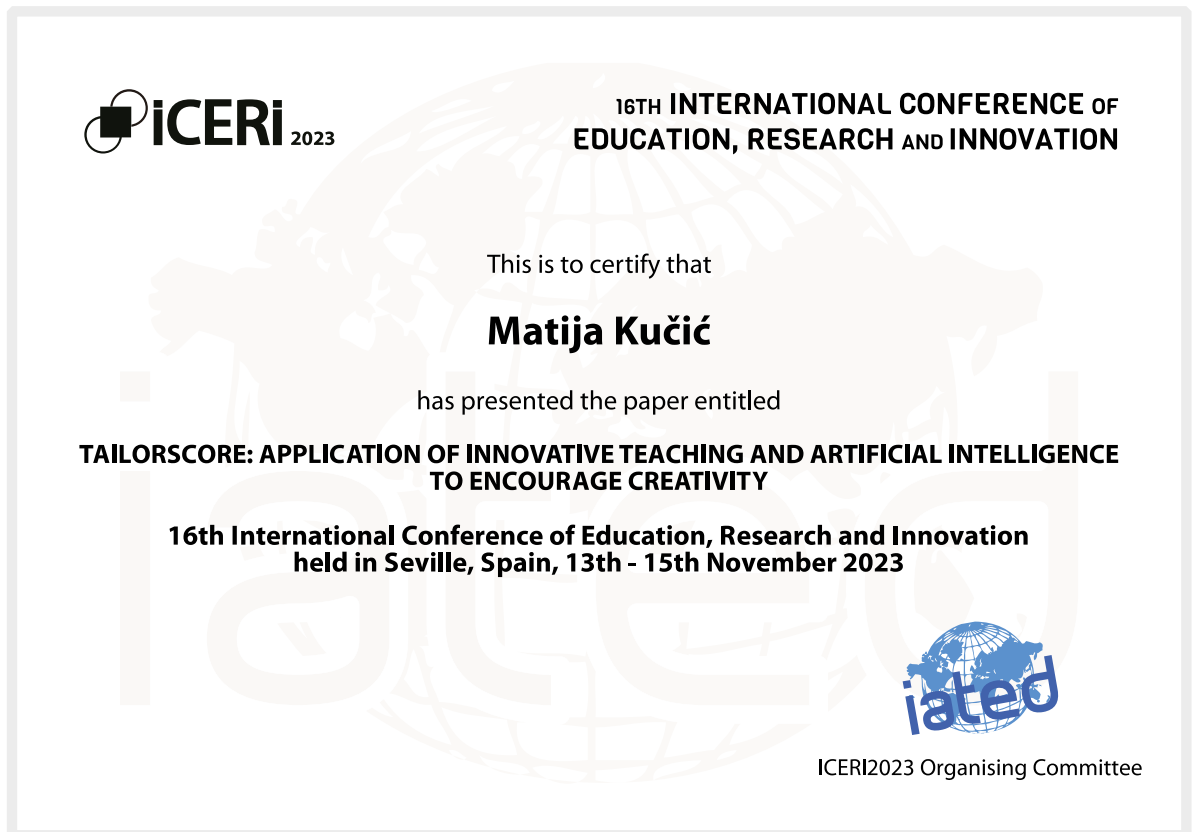 iCERi 2023
16TH INTERNATIONAL CONFERENCE OF
EDUCATION, RESEARCH AND INNOVATION
This is to certify that
Matija Kučić
has presented the paper entitled
TAILORSCORE: APPLICATION OF INNOVATIVE TEACHING AND ARTIFICIAL INTELLIGENCE
TO ENCOURAGE CREATIVITY
16th International Conference of Education, Research and Innovation
held in Seville, Spain, 13th - 15th November 2023
iated
iated
ICERI2023 Organising Committee